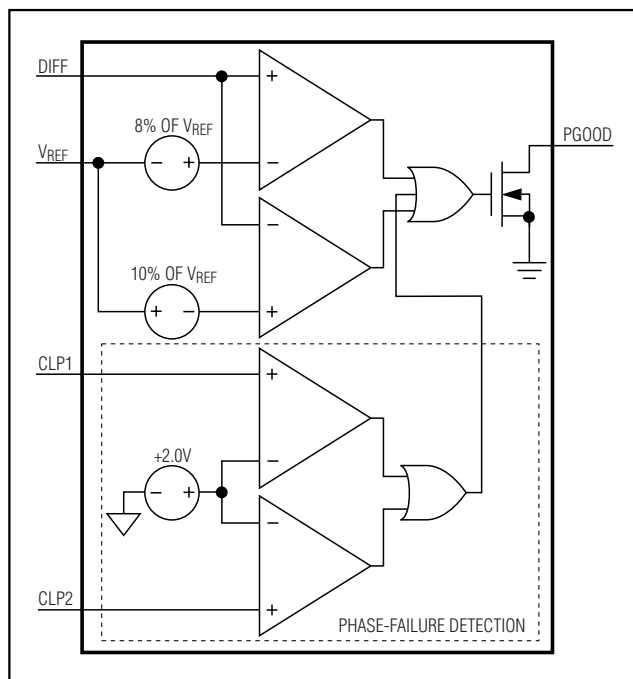 DIFF
8% OF VREF
+
PGOOD
VREF
− +
−
−
10% OF VREF
+ −
+
CLP1
+
+2.0V
−
− +
−
CLP2
+
PHASE-FAILURE DETECTION